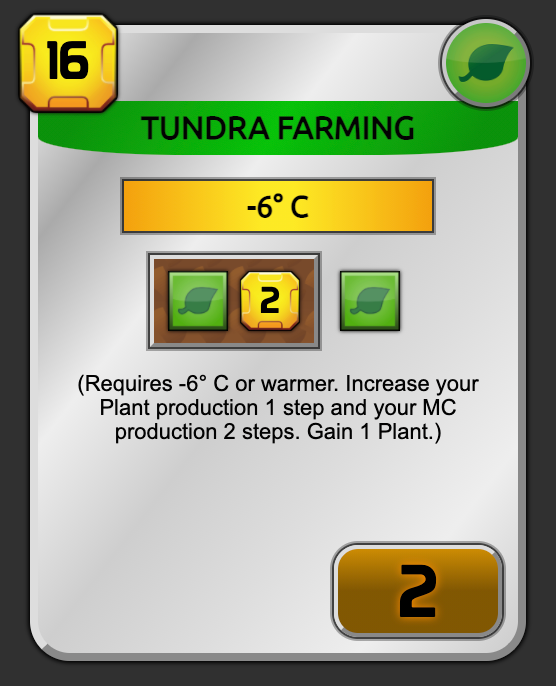 16
TUNDRA FARMING
-6° C
2
(Requires -6° C or warmer. Increase your
Plant production 1 step and your MC
production 2 steps. Gain 1 Plant.)
2